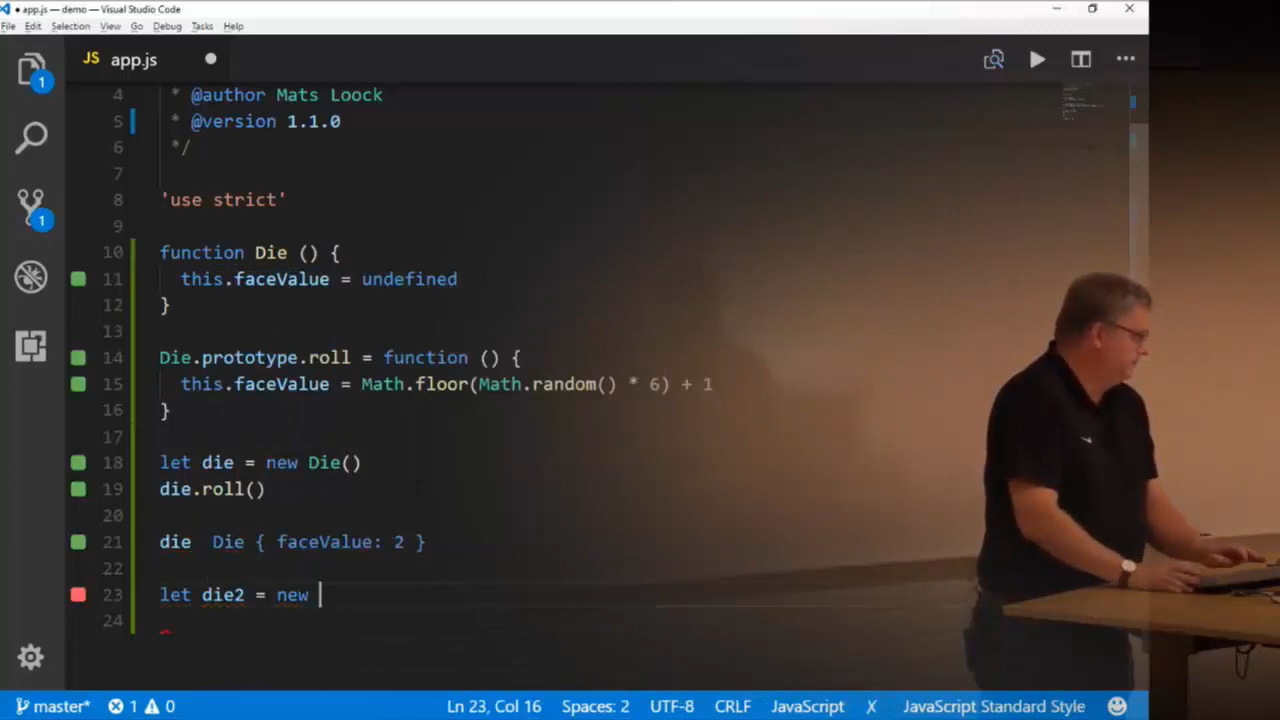 ● app.js — demo — Visual Studio Code
File Edit Selection View Go Debug Tasks Help
JS app.js
1
1
4 * @author Mats Loock
5 * @version 1.1.0
6 */
7
8 'use strict'
9
10 function Die () {
11 this.faceValue = undefined
12 }
13
14 Die.prototype.roll = function () {
15 this.faceValue = Math.floor(Math.random() * 6) + 1
16 }
17
18 let die = new Die()
19 die.roll()
20
21 die Die { faceValue: 2 }
22
23 let die2 = new
24
master* 1 0 Ln 23, Col 16 Spaces: 2 UTF-8 CRLF JavaScript X JavaScript Standard Style